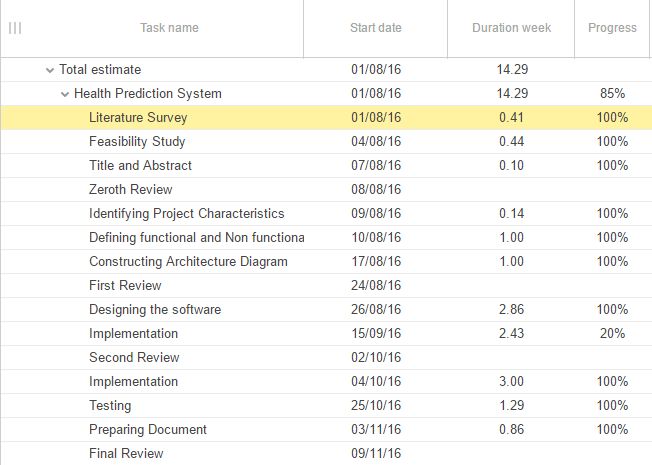 Task name Start date Duration week Progress
Total estimate 01/08/16 14.29
Health Prediction System 01/08/16 14.29 85%
Literature Survey 01/08/16 0.41 100%
Feasibility Study 04/08/16 0.44 100%
Title and Abstract 07/08/16 0.10 100%
Zeroth Review 08/08/16
Identifying Project Characteristics 09/08/16 0.14 100%
Defining functional and Non functiona 10/08/16 1.00 100%
Constructing Architecture Diagram 17/08/16 1.00 100%
First Review 24/08/16
Designing the software 26/08/16 2.86 100%
Implementation 15/09/16 2.43 20%
Second Review 02/10/16
Implementation 04/10/16 3.00 100%
Testing 25/10/16 1.29 100%
Preparing Document 03/11/16 0.86 100%
Final Review 09/11/16